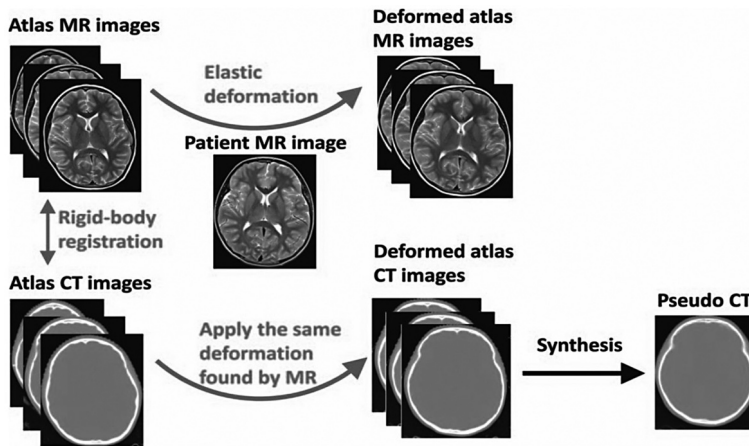 Atlas MR images
Deformed atlas
MR images
Elastic
deformation
Patient MR image
Rigid-body
registration
Atlas CT images
Deformed atlas
CT images
Apply the same
deformation
found by MR
Synthesis
Pseudo CT